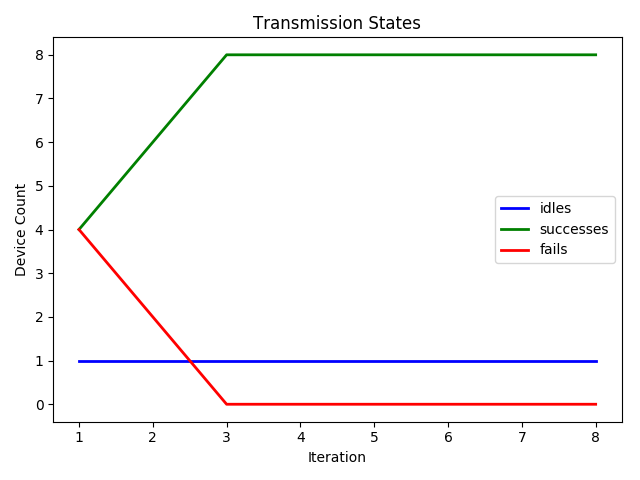 Transmission States
8
7
6
5
4
3
2
1
0
Device Count
idles
successes
fails
1 2 3 4 5 6 7 8
Iteration